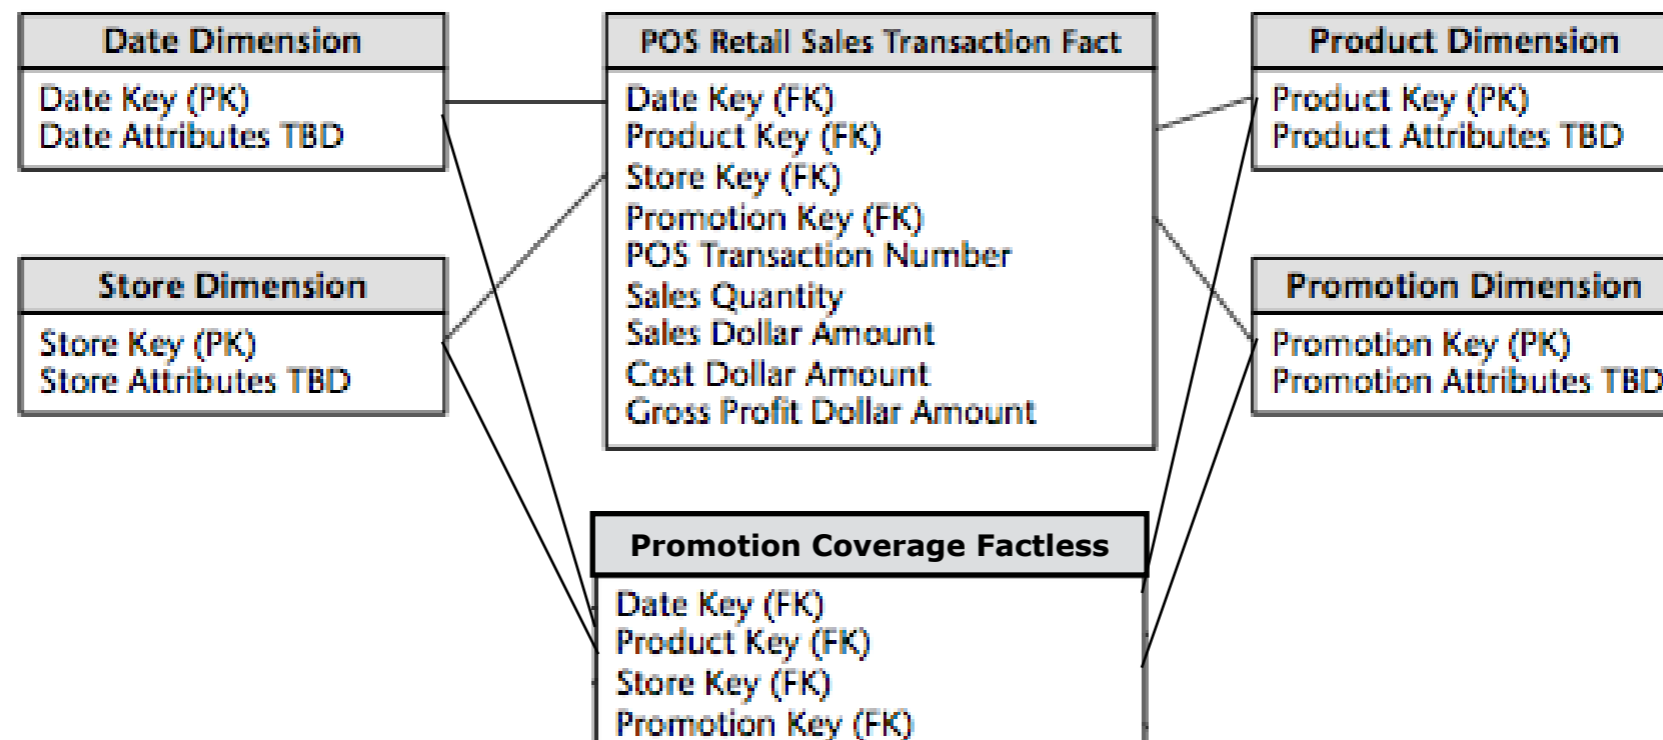 Date Dimension
Date Key (PK)
Date Attributes TBD
Store Dimension
Store Key (PK)
Store Attributes TBD
POS Retail Sales Transaction Fact
Date Key (FK)
Product Key (FK)
Store Key (FK)
Promotion Key (FK)
POS Transaction Number
Sales Quantity
Sales Dollar Amount
Cost Dollar Amount
Gross Profit Dollar Amount
Product Dimension
Product Key (PK)
Product Attributes TBD
Promotion Dimension
Promotion Key (PK)
Promotion Attributes TBD
Promotion Coverage Factless
Date Key (FK)
Product Key (FK)
Store Key (FK)
Promotion Key (FK)